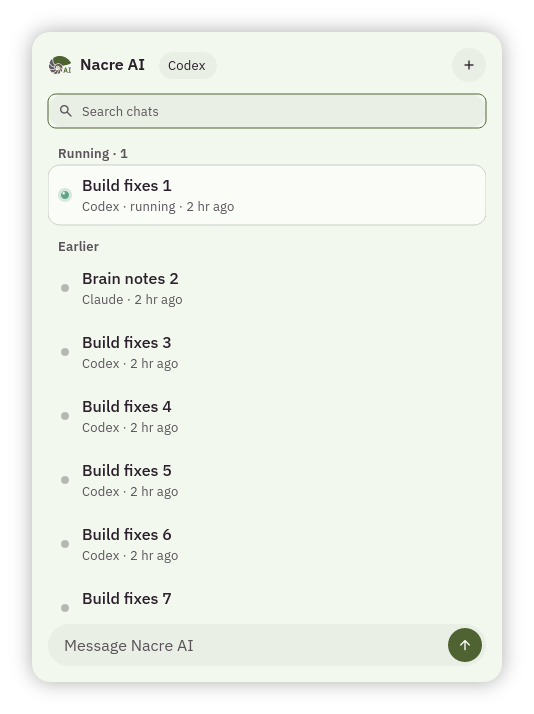 AI
Nacre AI
Codex
+
Search chats
Running · 1
Build fixes 1
Codex · running · 2 hr ago
Earlier
Brain notes 2
Claude · 2 hr ago
Build fixes 3
Codex · 2 hr ago
Build fixes 4
Codex · 2 hr ago
Build fixes 5
Codex · 2 hr ago
Build fixes 6
Codex · 2 hr ago
Build fixes 7
Message Nacre AI